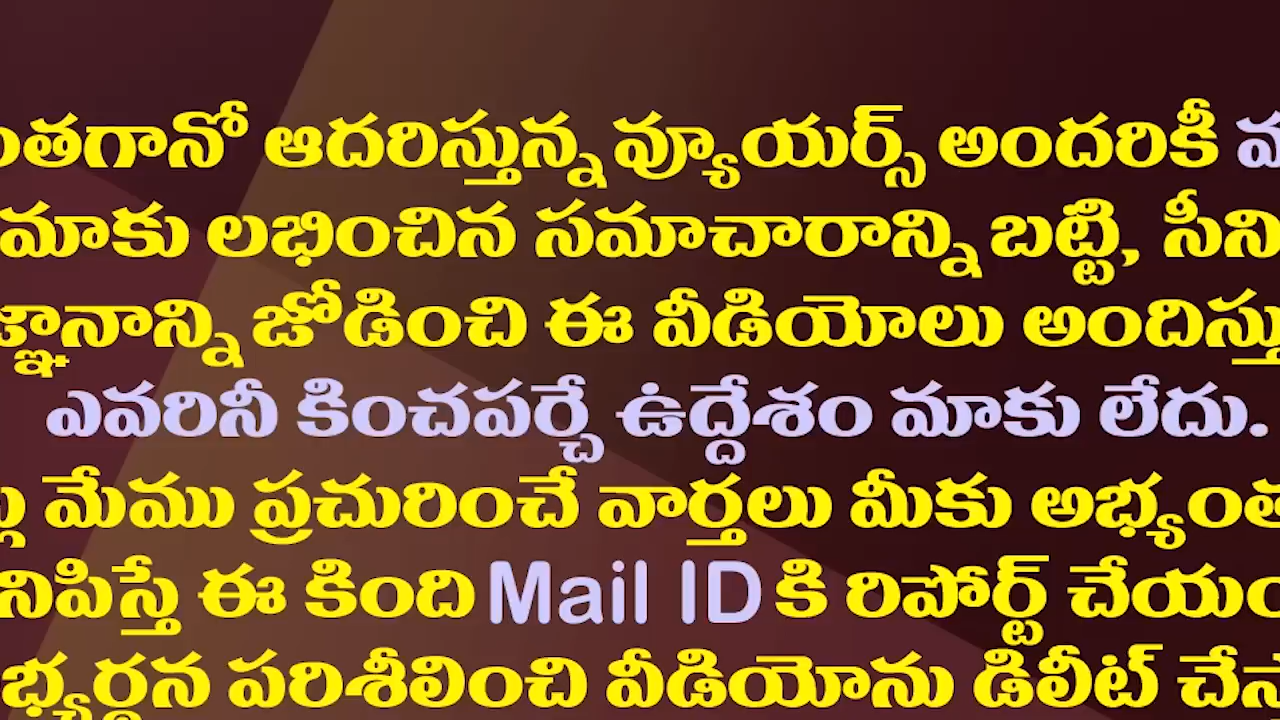 ంతగానో ఆదరిస్తున్న వ్యూయర్స్ అందరికీ
మాకు లభించిన సమాచారాన్ని బట్టి, సీని
జ్ఞానాన్ని జోడించి ఈ వీడియోలు అందిస్తు
ఎవరినీ కించపర్చే ఉద్దేశం మాకు లేదు.
మేము ప్రచురించే వార్తలు మీకు అభ్యంత
నిపిస్తే ఈ కింది Mail ID కి రిపోర్ట్ చేయం
భ్యర్థన పరిశీలించి వీడియోను డిలీట్ చేస